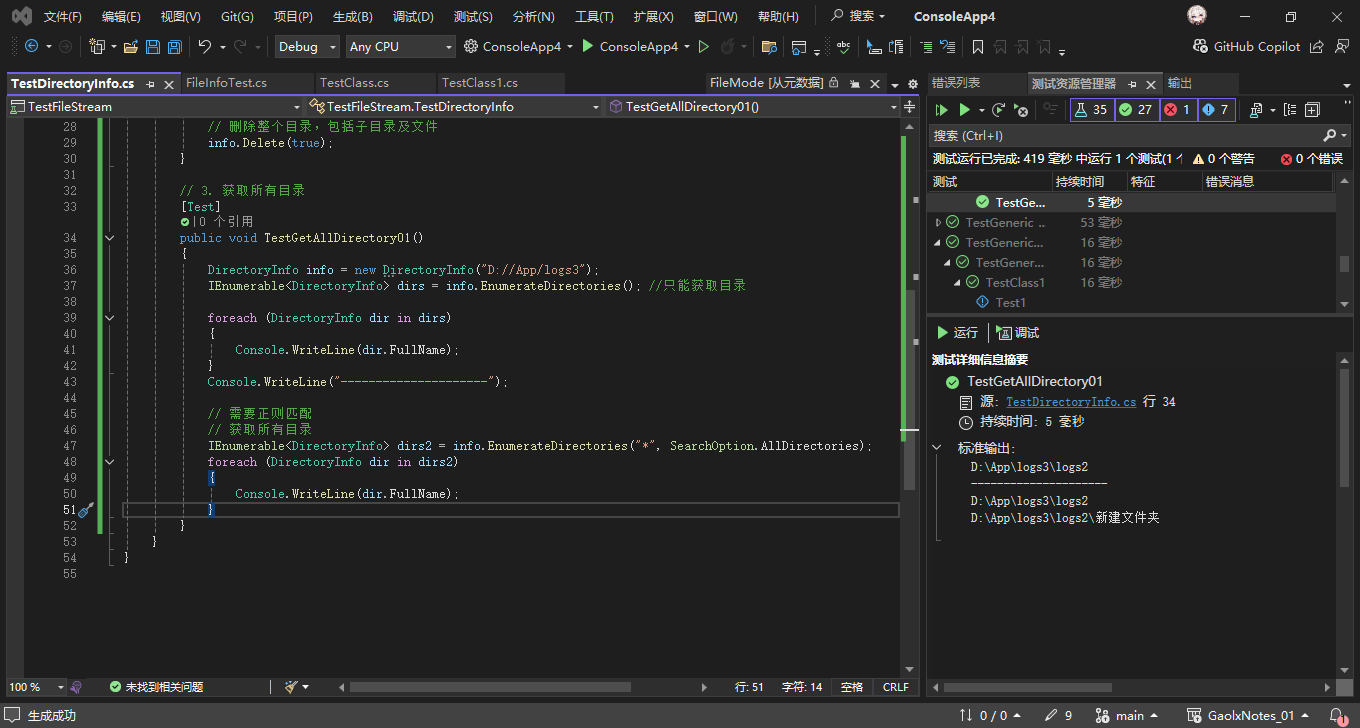 文件(F) 编辑(E) 视图(V) Git(G) 项目(P) 生成(B) 调试(D) 测试(S) 分析(N) 工具(T) 扩展(X) 窗口(W) 帮助(H) 搜索 ConsoleApp4
Debug Any CPU ConsoleApp4 ConsoleApp4 GitHub Copilot
TestDirectoryInfo.cs FileInfoTest.cs TestClass.cs TestClass1.cs FileMode [从元数据]
TestFileStream TestFileStream.TestDirectoryInfo TestGetAllDirectory01()
28 // 删除整个目录，包括子目录及文件
29 info.Delete(true);
30 }
31
32 // 3. 获取所有目录
33 [Test]
|0 个引用
34 public void TestGetAllDirectory01()
35 {
36 DirectoryInfo info = new DirectoryInfo("D://App/logs3");
37 IEnumerable<DirectoryInfo> dirs = info.EnumerateDirectories(); //只能获取目录
38
39 foreach (DirectoryInfo dir in dirs)
40 {
41 Console.WriteLine(dir.FullName);
42 }
43 Console.WriteLine("---------------------");
44
45 // 需要正则匹配
46 // 获取所有目录
47 IEnumerable<DirectoryInfo> dirs2 = info.EnumerateDirectories("*", SearchOption.AllDirectories);
48 foreach (DirectoryInfo dir in dirs2)
49 {
50 Console.WriteLine(dir.FullName);
51 }
52 }
53 }
54 }
55
100 % 未找到相关问题 行: 51 字符: 14 空格 CRLF
错误列表 测试资源管理器 输出
35 27 1 7
搜索 (Ctrl+I)
测试运行已完成: 419 毫秒 中运行 1 个测试(1 个 0 个警告 0 个错误
测试 持续时间 特征 错误消息
TestGe... 5 毫秒
TestGeneric ... 53 毫秒
TestGeneric... 16 毫秒
TestGener... 16 毫秒
TestClass1 16 毫秒
Test1
运行 调试
测试详细信息摘要
TestGetAllDirectory01
源: TestDirectoryInfo.cs 行 34
持续时间: 5 毫秒
标准输出:
D:\App\logs3\logs2
---------------------
D:\App\logs3\logs2
D:\App\logs3\logs2\新建文件夹
生成成功 0 / 0 9 main GaolxNotes_01 1